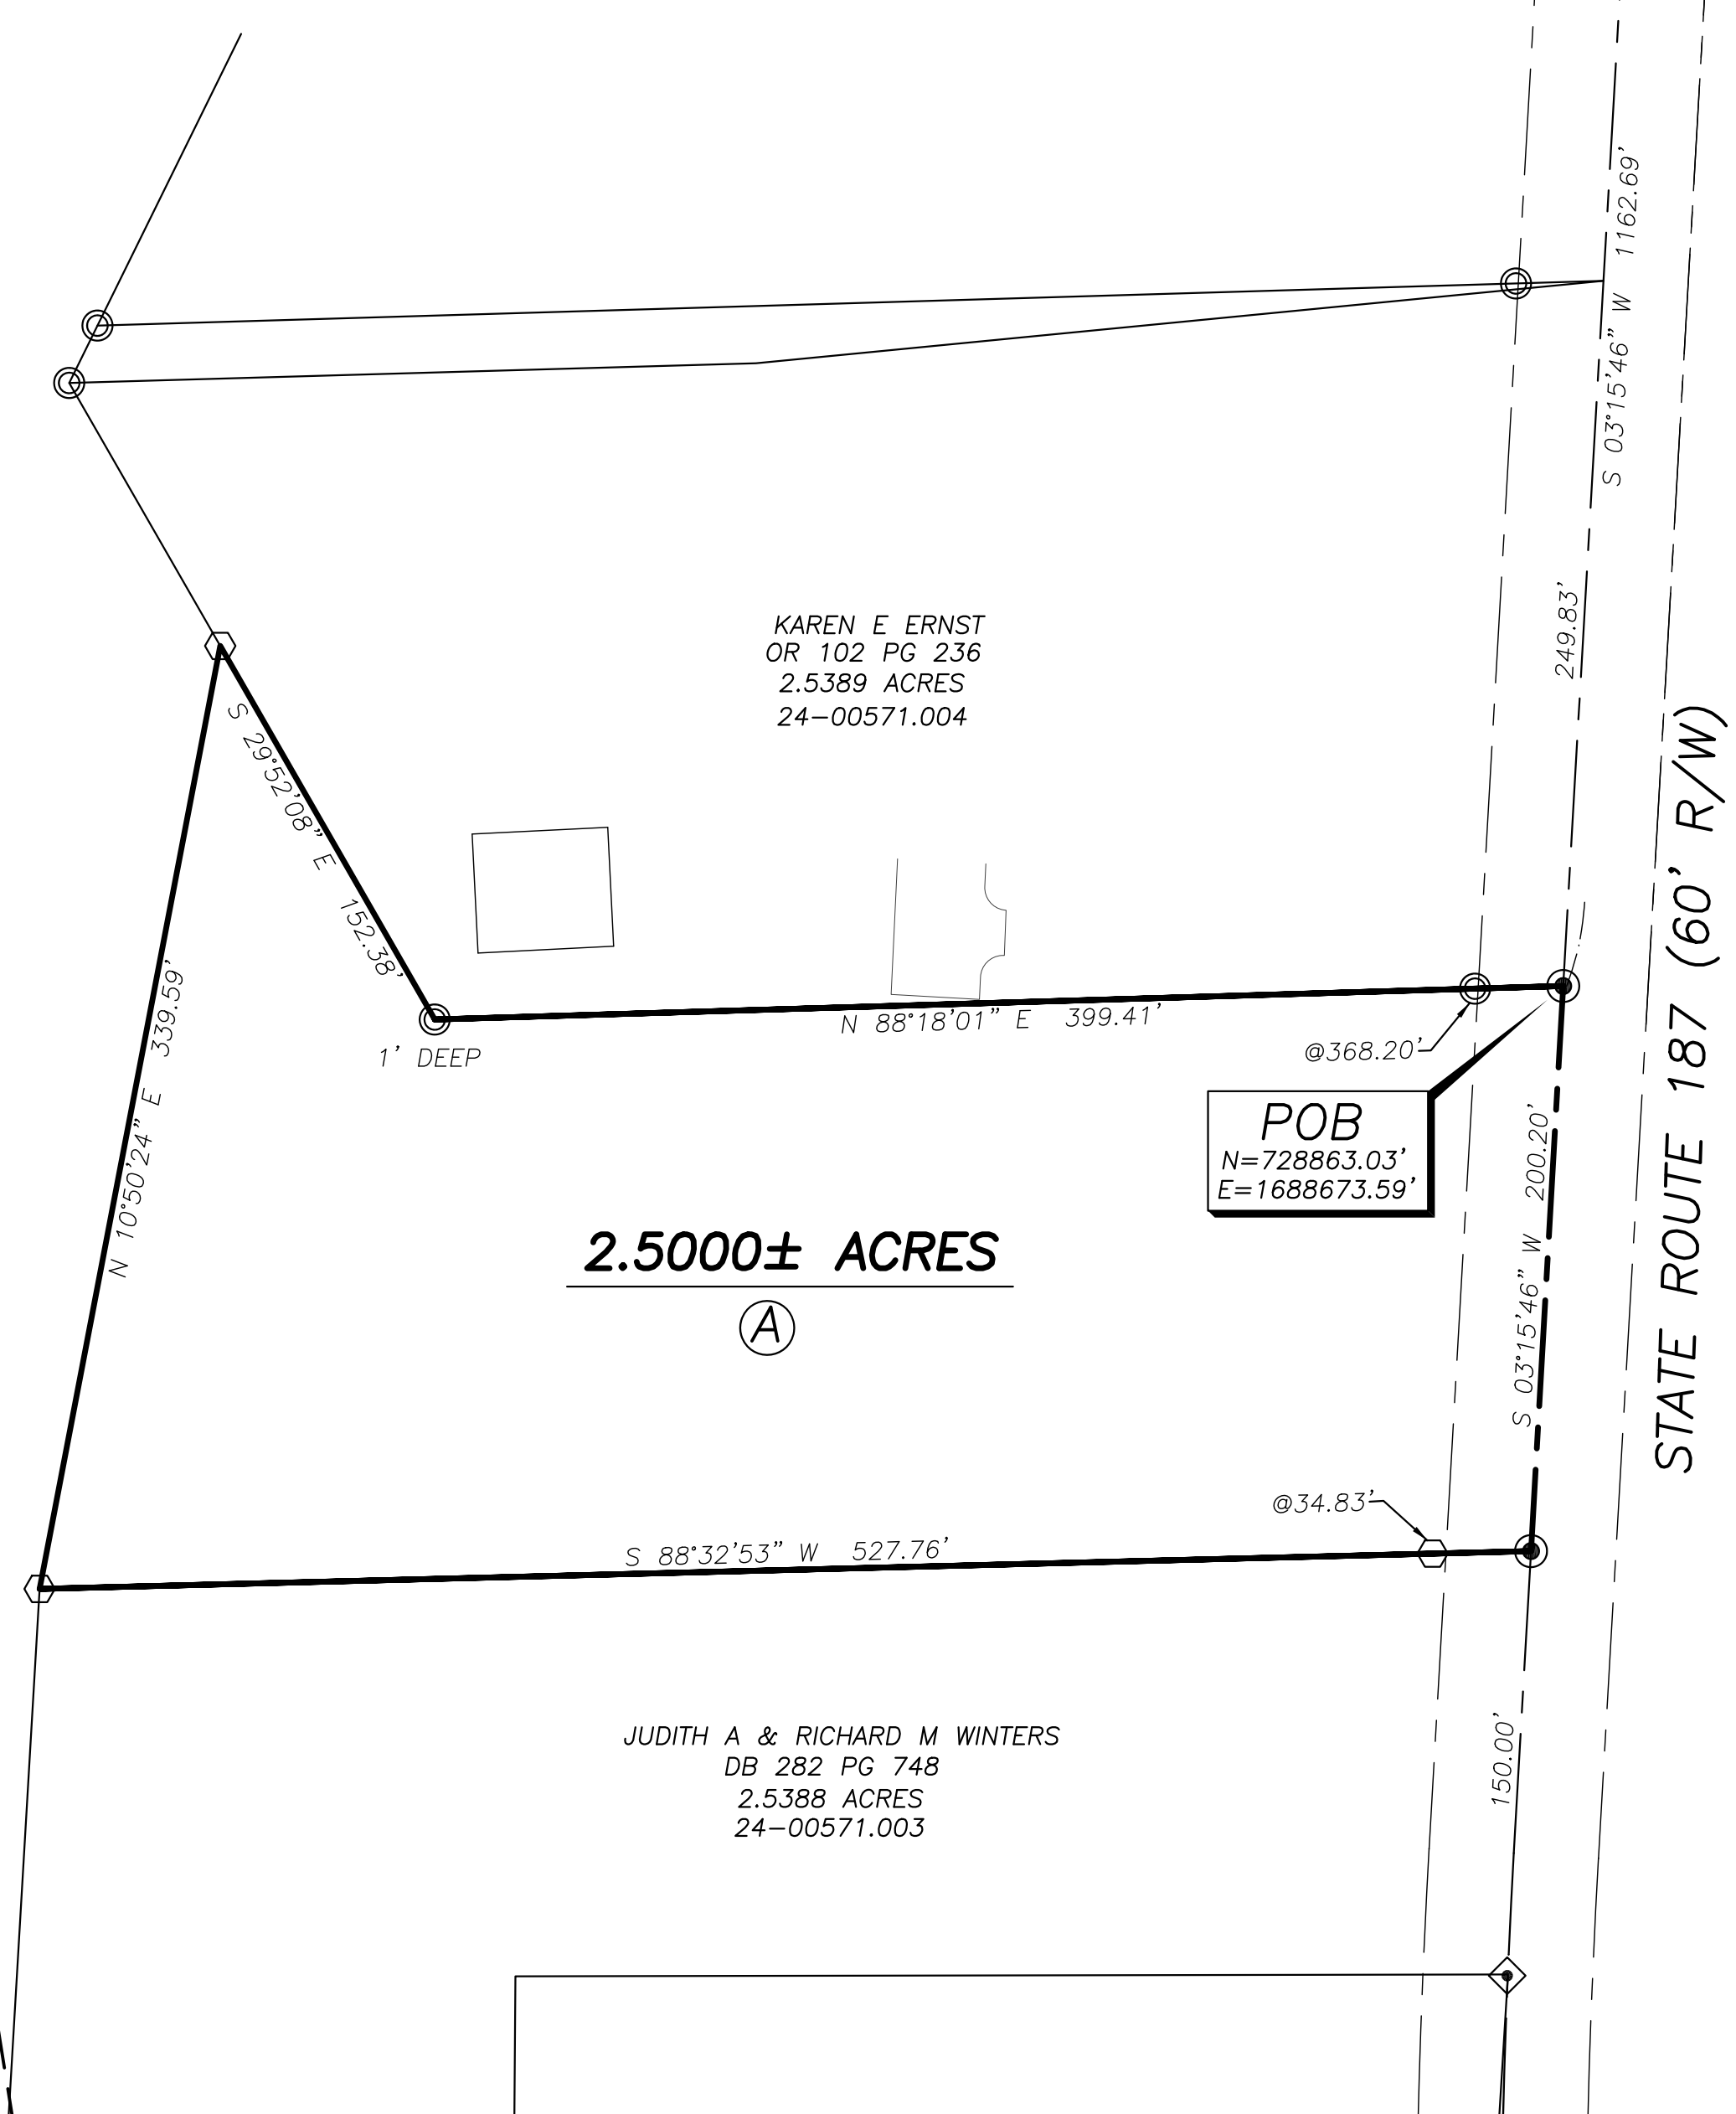 S 03°15'46" W 1162.69'
249.83'
KAREN E ERNST
OR 102 PG 236
2.5389 ACRES
24-00571.004
S 29°52'08" E 152.38'
N 10°50'24" E 339.59'
1' DEEP
N 88°18'01" E 399.41'
@368.20'
POB
N=728863.03'
E=1688673.59'
STATE ROUTE 187 (60' R/W)
S 03°15'46" W 200.20'
2.5000± ACRES
A
@34.83'
S 88°32'53" W 527.76'
JUDITH A & RICHARD M WINTERS
DB 282 PG 748
2.5388 ACRES
24-00571.003
150.00'